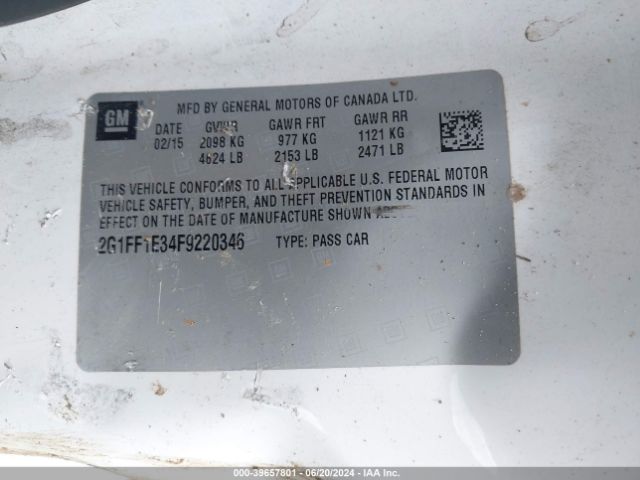 GM
MFD BY GENERAL MOTORS OF CANADA LTD.
DATE GVWR GAWR FRT GAWR RR
02/15 2098 KG 977 KG 1121 KG
4624 LB 2153 LB 2471 LB
THIS VEHICLE CONFORMS TO ALL APPLICABLE U.S. FEDERAL MOTOR
VEHICLE SAFETY, BUMPER, AND THEFT PREVENTION STANDARDS IN
EFFECT ON THE DATE OF MANUFACTURE SHOWN
2G1FF1E34F9220346 TYPE: PASS CAR
000-39657801 - 06/20/2024 - IAA Inc.